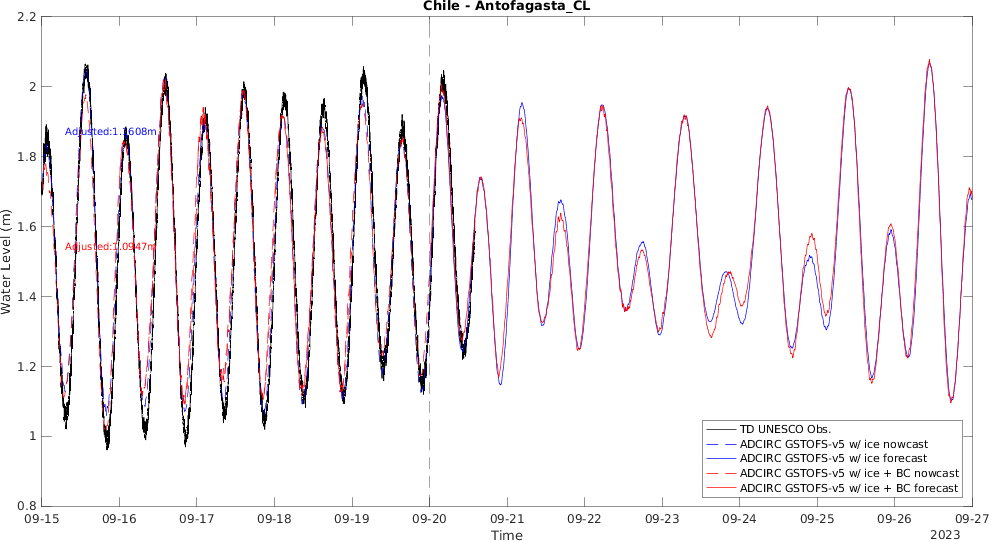 Chile - Antofagasta_CL
2.2
2
1.8
1.6
1.4
1.2
1
0.8
Water Level (m)
Adjusted:1.1608m
Adjusted:1.0947m
TD UNESCO Obs.
ADCIRC GSTOFS-v5 w/ ice nowcast
ADCIRC GSTOFS-v5 w/ ice forecast
ADCIRC GSTOFS-v5 w/ ice + BC nowcast
ADCIRC GSTOFS-v5 w/ ice + BC forecast
09-15 09-16 09-17 09-18 09-19 09-20 09-21 09-22 09-23 09-24 09-25 09-26 09-27
Time
2023